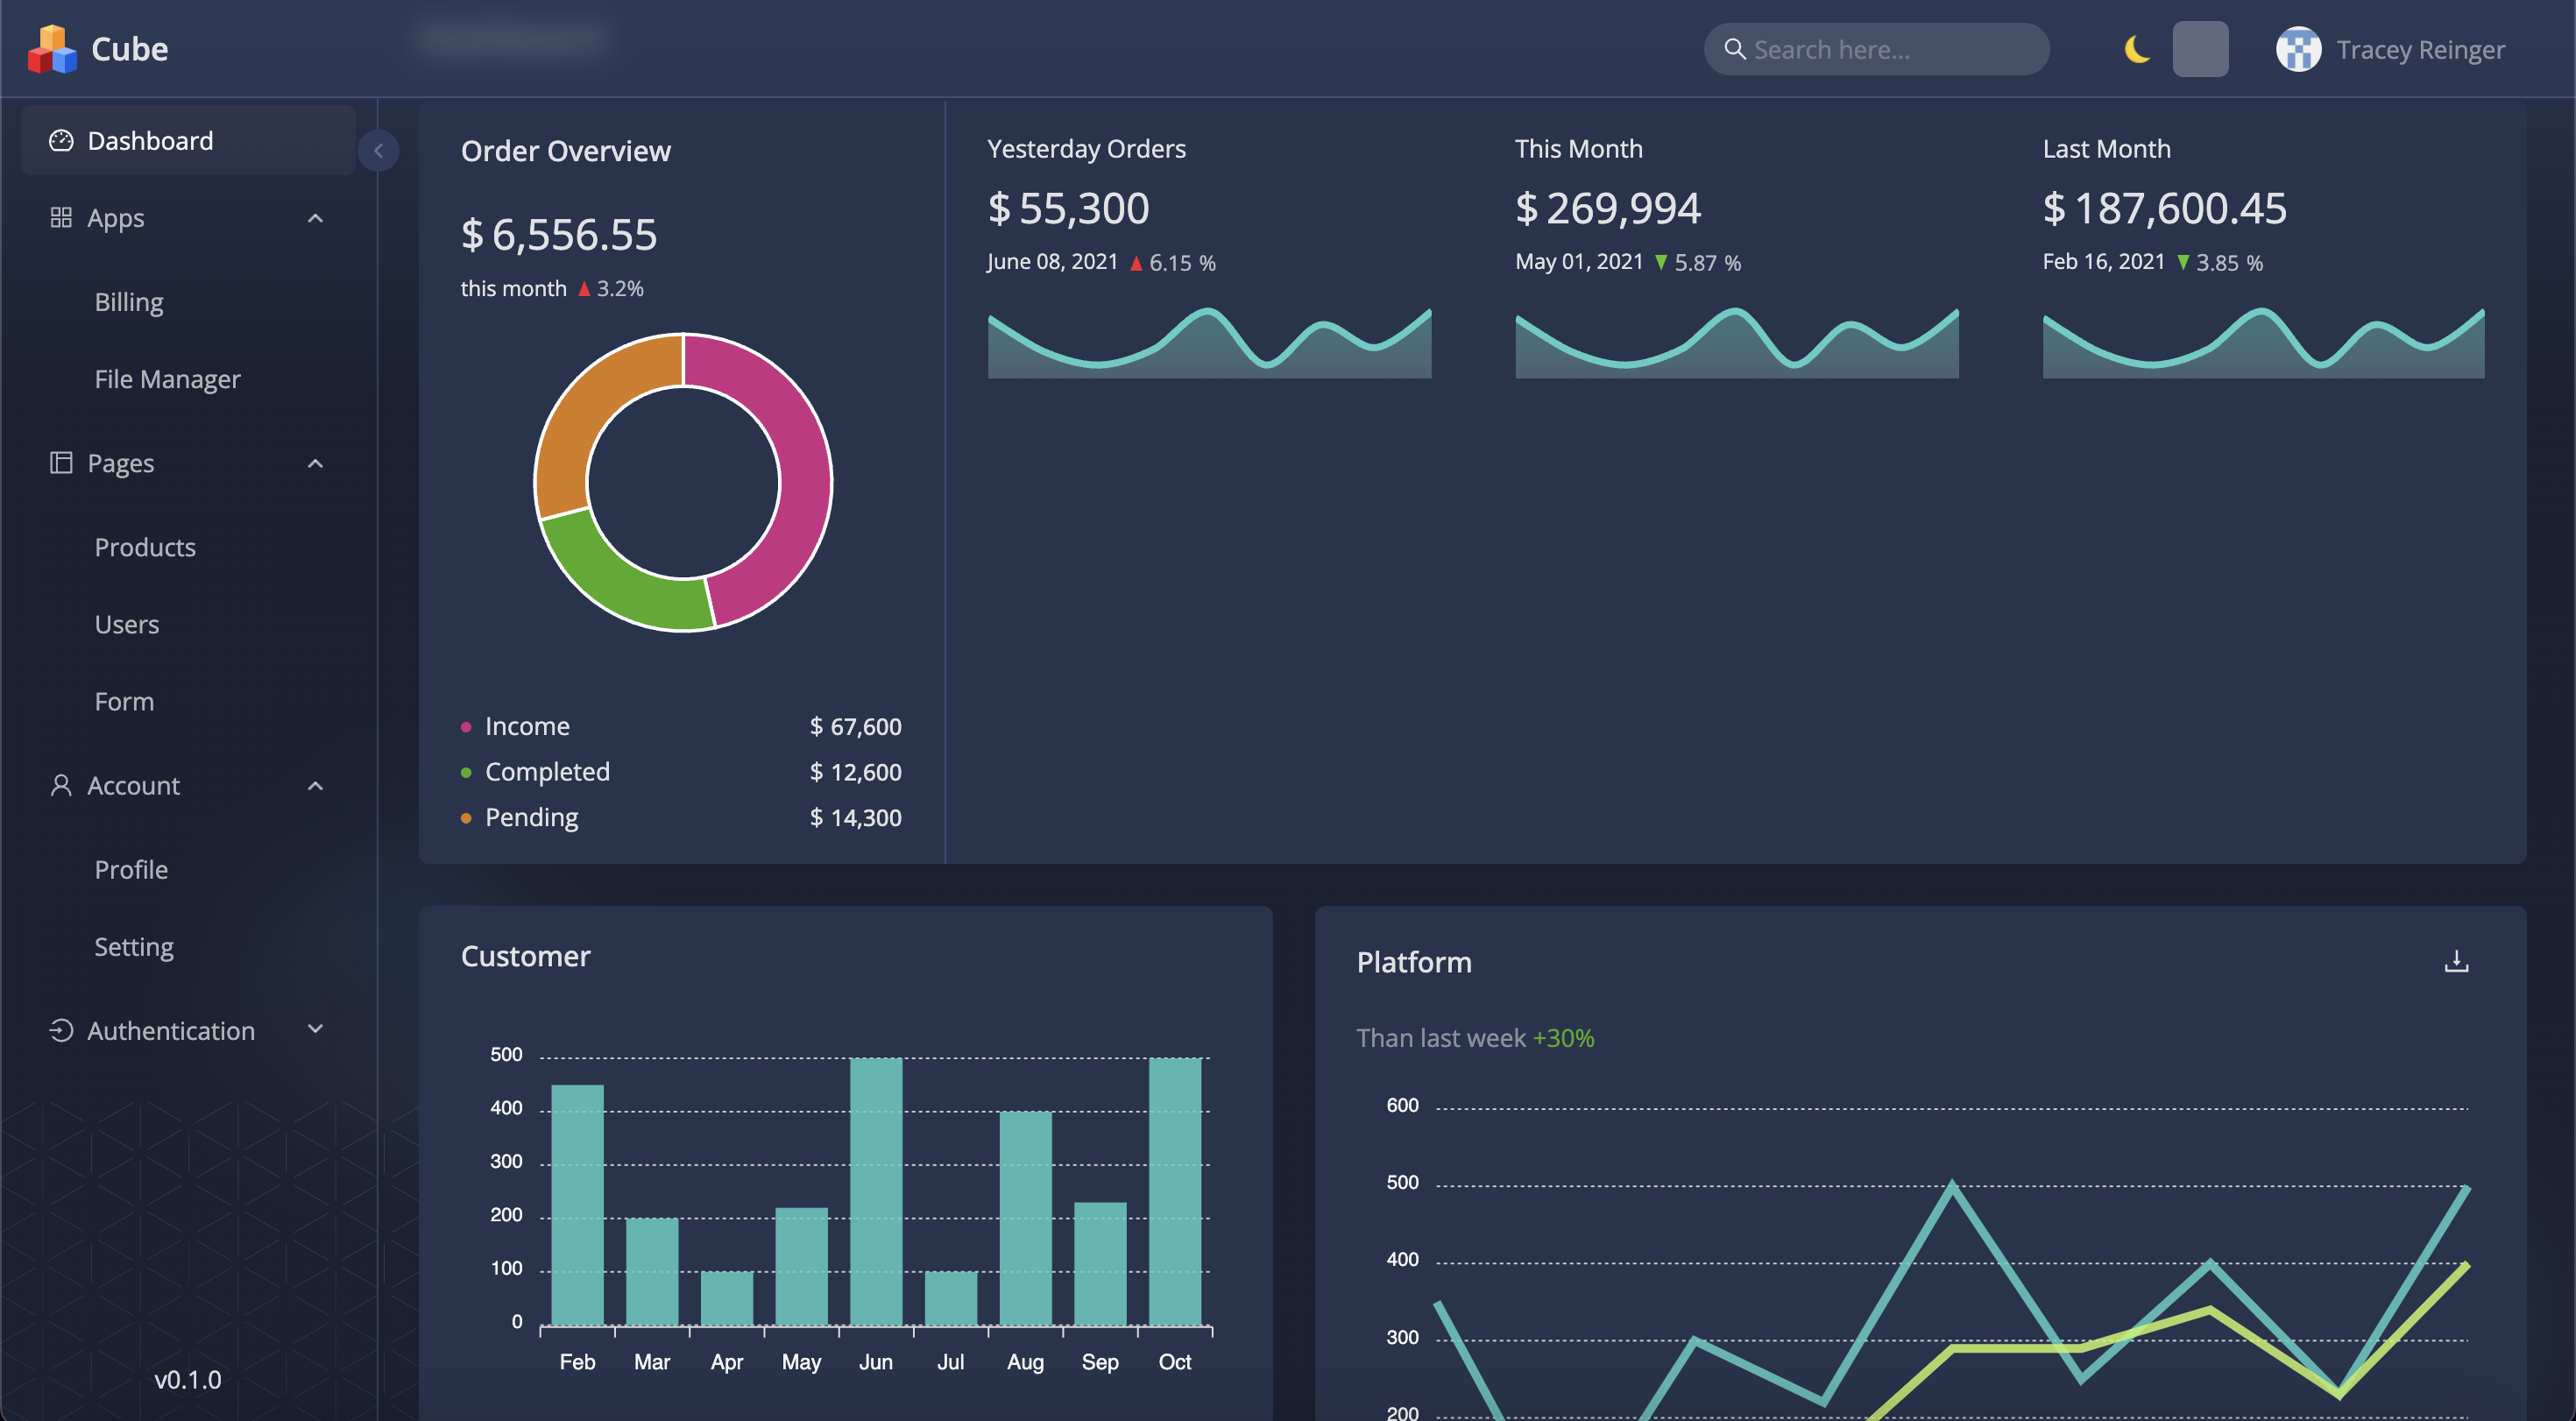 Cube
Search here...
Tracey Reinger
Dashboard
Apps
Billing
File Manager
Pages
Products
Users
Form
Account
Profile
Setting
Authentication
v0.1.0
Order Overview
$ 6,556.55
this month ▲ 3.2%
Income $ 67,600
Completed $ 12,600
Pending $ 14,300
Yesterday Orders
$ 55,300
June 08, 2021 ▲ 6.15 %
This Month
$ 269,994
May 01, 2021 ▼ 5.87 %
Last Month
$ 187,600.45
Feb 16, 2021 ▼ 3.85 %
Customer
500
400
300
200
100
0
Feb Mar Apr May Jun Jul Aug Sep Oct
Platform
Than last week +30%
600
500
400
300
200